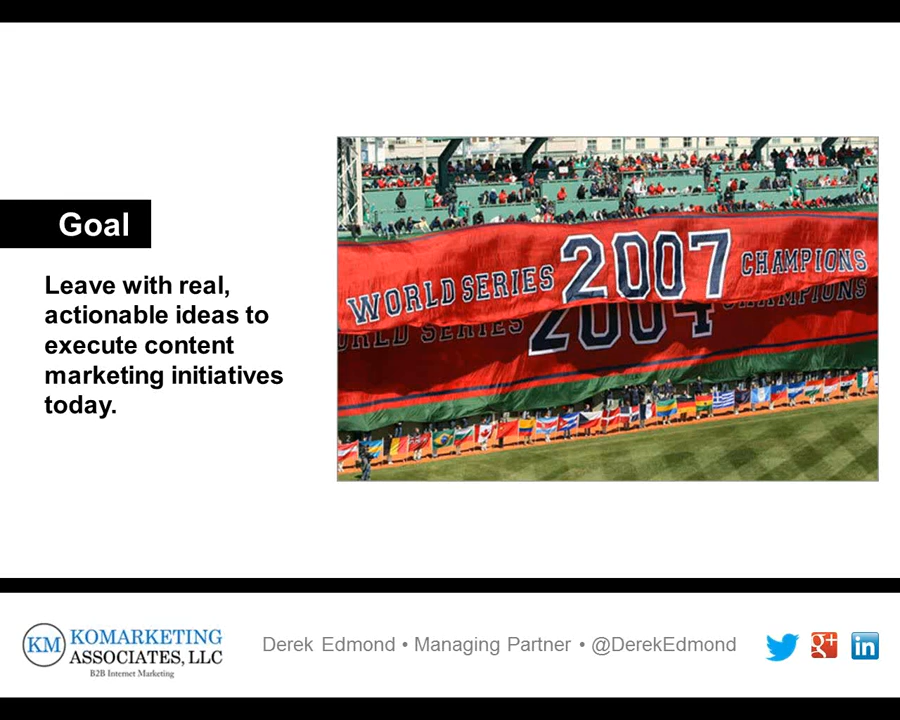 Goal
Leave with real,
actionable ideas to
execute content
marketing initiatives
today.
WORLD SERIES 2007 CHAMPIONS
WORLD SERIES 2004 CHAMPIONS
KM
KOMARKETING
ASSOCIATES, LLC
B2B Internet Marketing
Derek Edmond • Managing Partner • @DerekEdmond
g+
in